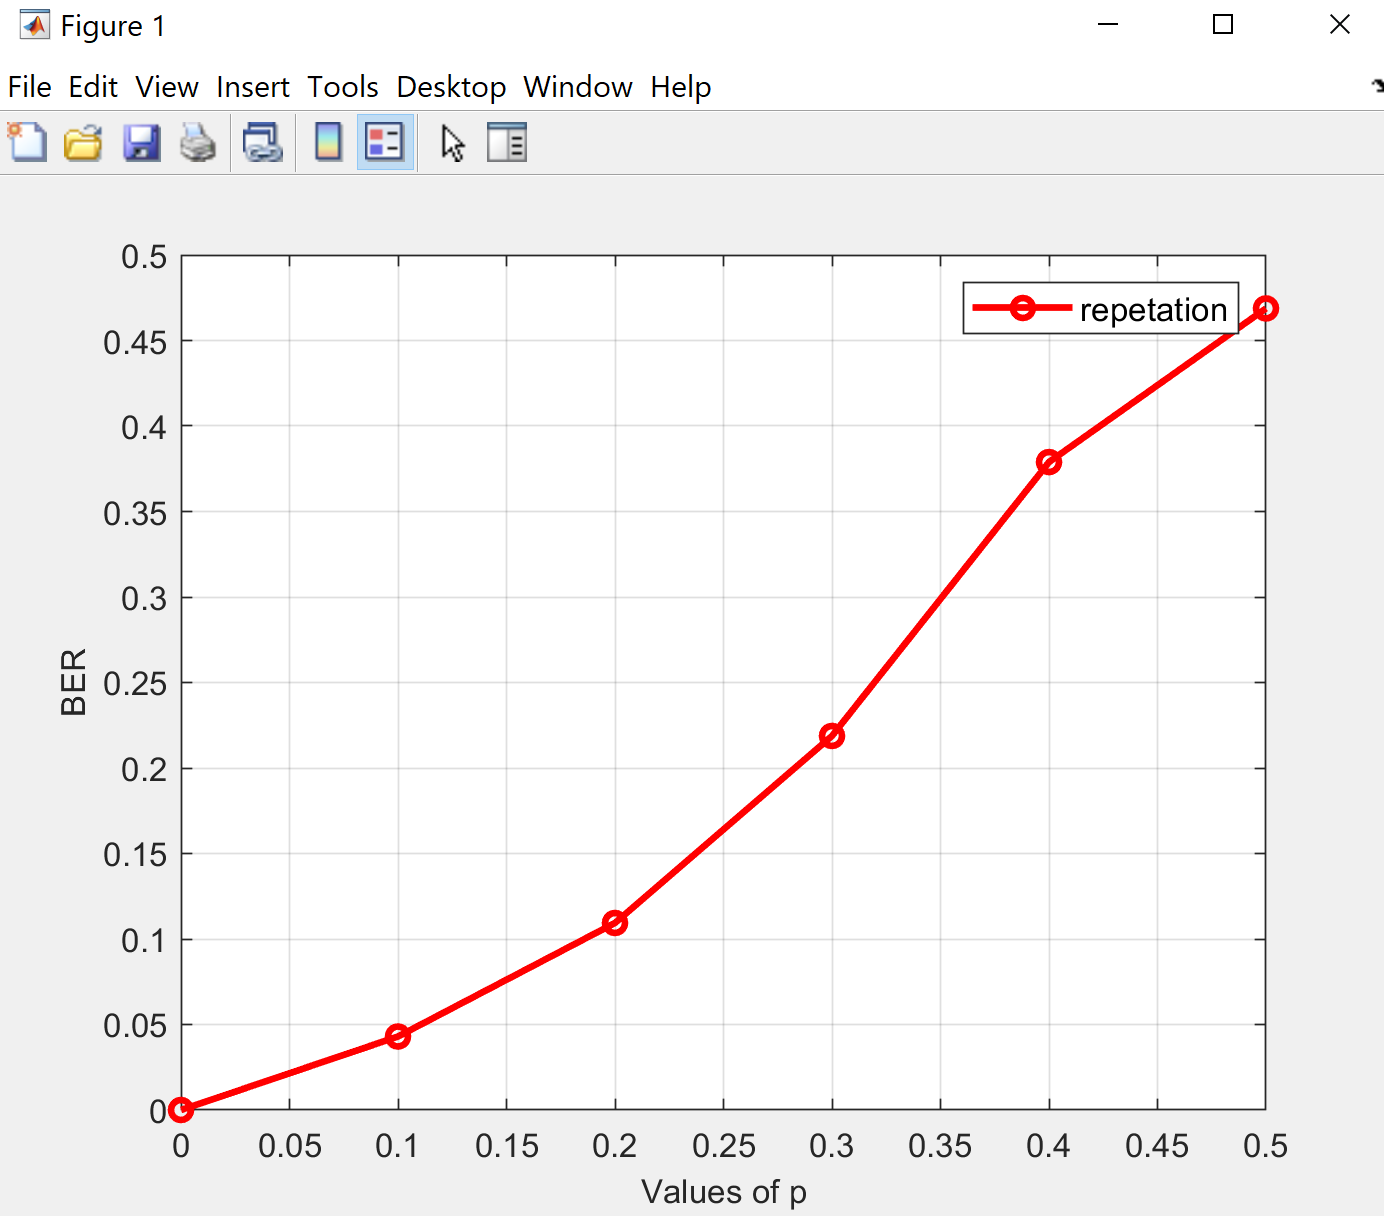 Figure 1
File Edit View Insert Tools Desktop Window Help
0.5
repetation
0.45
0.4
0.35
0.3
BER
0.25
0.2
0.15
0.1
0.05
0
0 0.05 0.1 0.15 0.2 0.25 0.3 0.35 0.4 0.45 0.5
Values of p